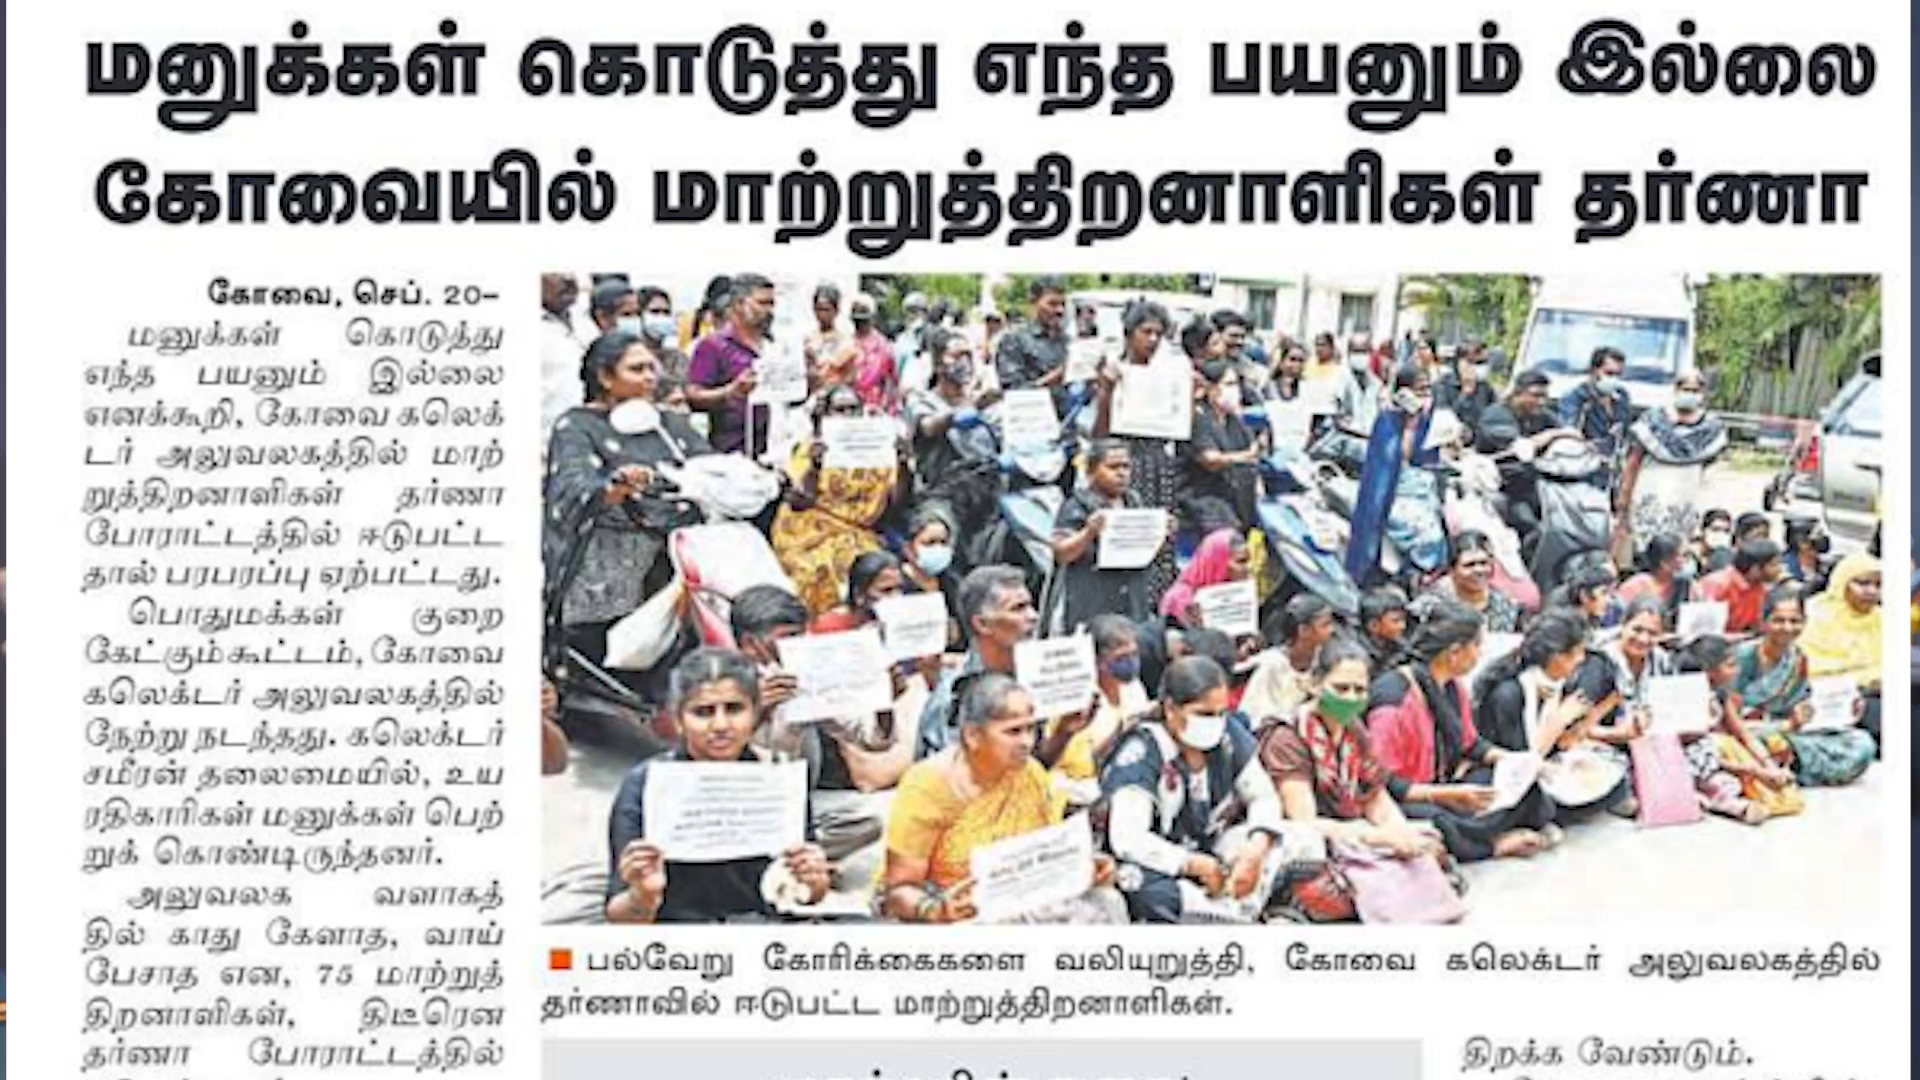 மனுக்கள் கொடுத்து எந்த பயனும் இல்லை
கோவையில் மாற்றுத்திறனாளிகள் தர்ணா
கோவை, செப். 20–
மனுக்கள் கொடுத்து
எந்த பயனும் இல்லை
எனக்கூறி, கோவை கலெக்
டர் அலுவலகத்தில் மாற்
றுத்திறனாளிகள் தர்ணா
போராட்டத்தில் ஈடுபட்ட
தால் பரபரப்பு ஏற்பட்டது.
பொதுமக்கள் குறை
கேட்கும் கூட்டம், கோவை
கலெக்டர் அலுவலகத்தில்
நேற்று நடந்தது. கலெக்டர்
சமீரன் தலைமையில், உய
ரதிகாரிகள் மனுக்கள் பெற்
றுக் கொண்டிருந்தனர்.
அலுவலக வளாகத்
தில் காது கேளாத, வாய்
பேசாத என, 75 மாற்றுத்
திறனாளிகள், திடீரென
தர்ணா போராட்டத்தில்
பல்வேறு கோரிக்கைகளை வலியுறுத்தி, கோவை கலெக்டர் அலுவலகத்தில்
தர்ணாவில் ஈடுபட்ட மாற்றுத்திறனாளிகள்.
திறக்க வேண்டும்.